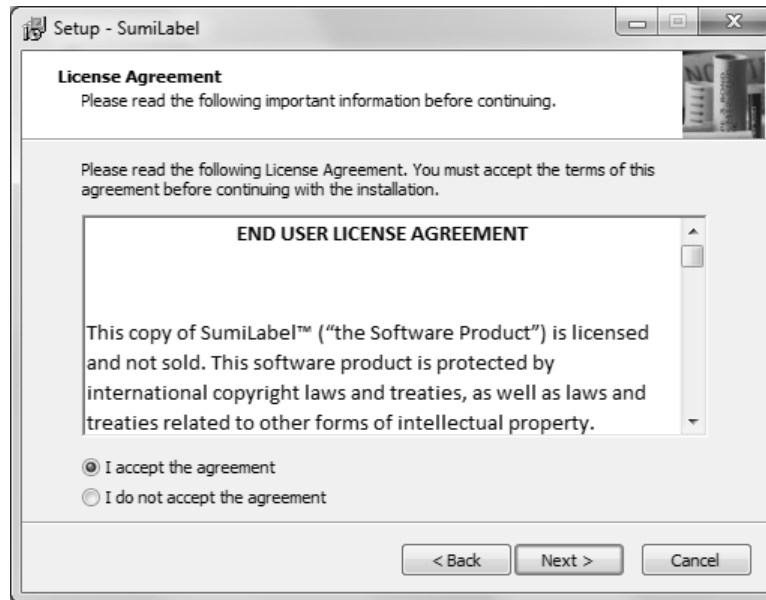 Setup - SumiLabel
License Agreement
Please read the following important information before continuing.
Please read the following License Agreement. You must accept the terms of this
agreement before continuing with the installation.
END USER LICENSE AGREEMENT
This copy of SumiLabel™ (“the Software Product”) is licensed
and not sold. This software product is protected by
international copyright laws and treaties, as well as laws and
treaties related to other forms of intellectual property.
I accept the agreement
I do not accept the agreement
< Back Next > Cancel